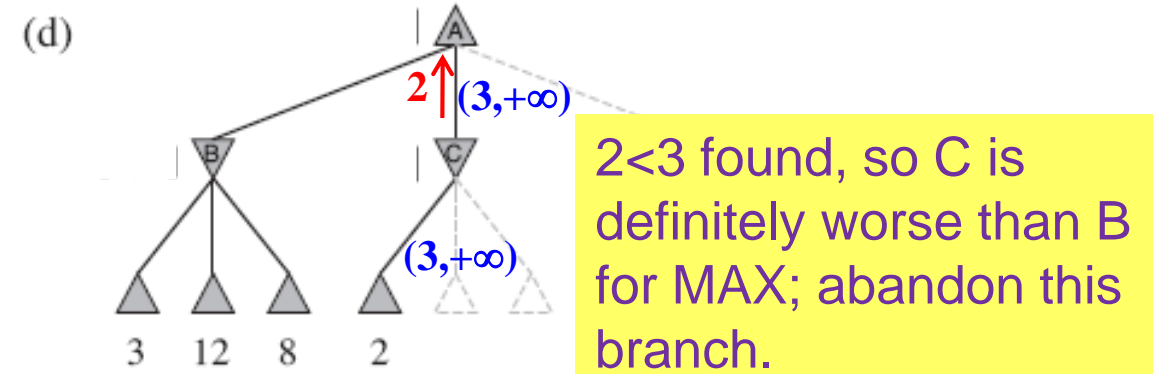 (d)
A
2
(3,+∞)
B
C
2<3 found, so C is
definitely worse than B
for MAX; abandon this
branch.
(3,+∞)
3 12 8 2